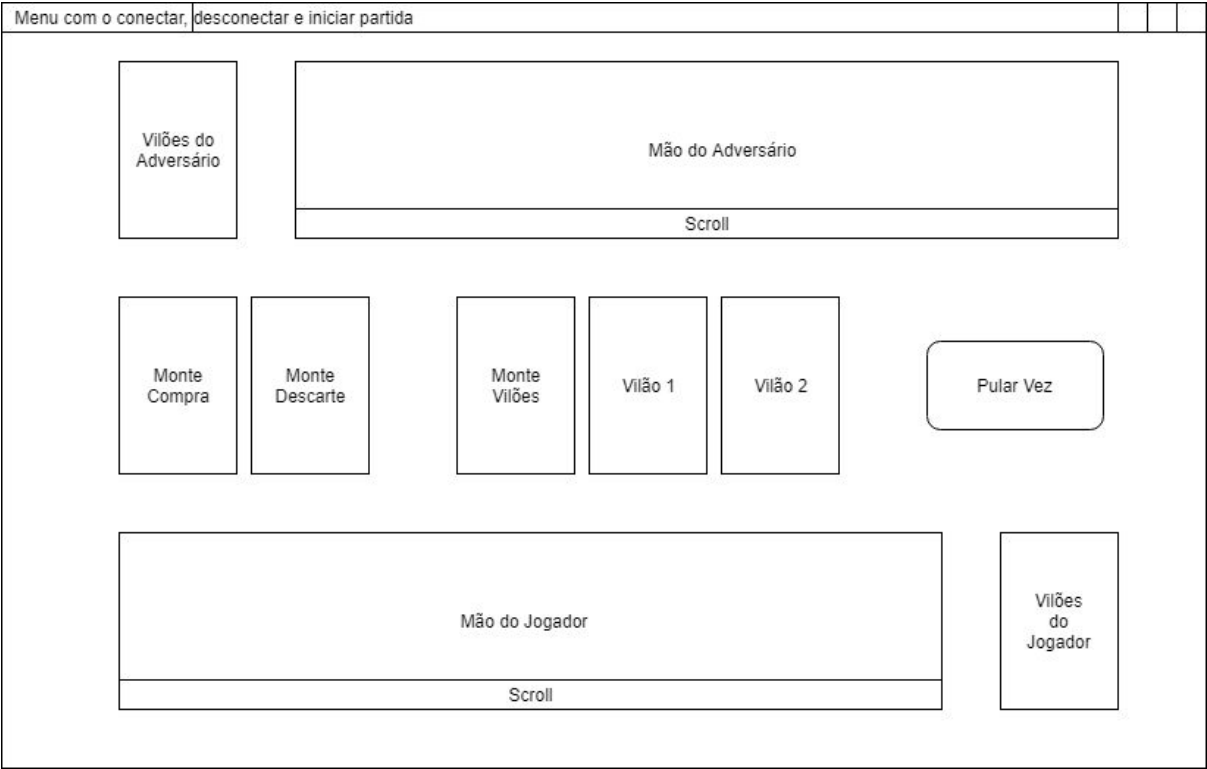 Menu com o conectar, desconectar e iniciar partida
Vilões do
Adversário
Mão do Adversário
Scroll
Monte
Compra
Monte
Descarte
Monte
Vilões
Vilão 1
Vilão 2
Pular Vez
Mão do Jogador
Scroll
Vilões
do
Jogador